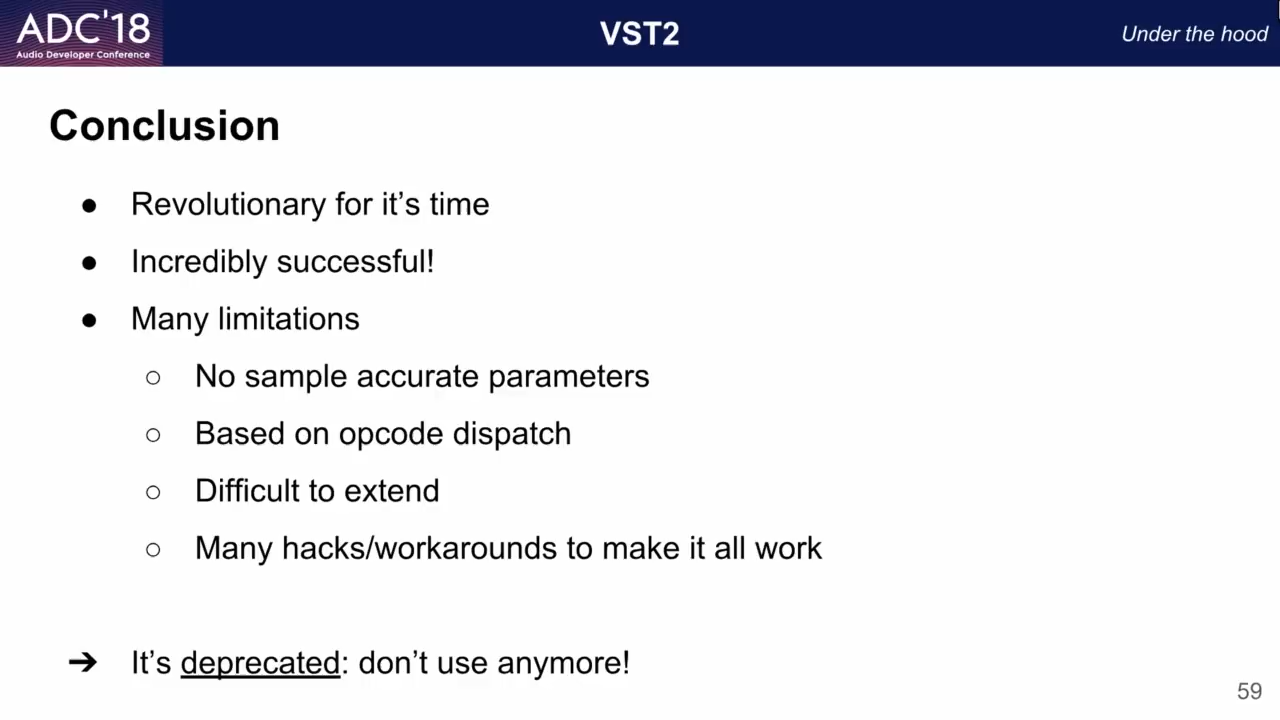 ADC'18
Audio Developer Conference
VST2
Under the hood
Conclusion
● Revolutionary for it’s time
● Incredibly successful!
● Many limitations
○ No sample accurate parameters
○ Based on opcode dispatch
○ Difficult to extend
○ Many hacks/workarounds to make it all work
➔ It’s deprecated: don’t use anymore!
59